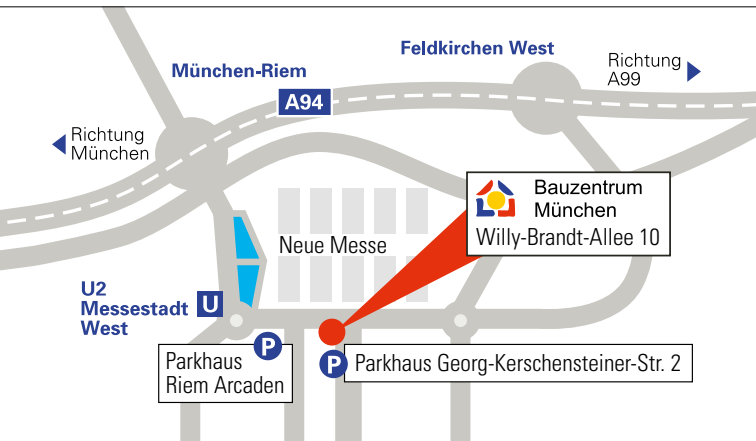 Feldkirchen West
Richtung
A99
München-Riem
A94
Richtung
München
Bauzentrum
München
Willy-Brandt-Allee 10
Neue Messe
U2
Messestadt
West
U
P
Parkhaus
Riem Arcaden
P
Parkhaus Georg-Kerschensteiner-Str. 2